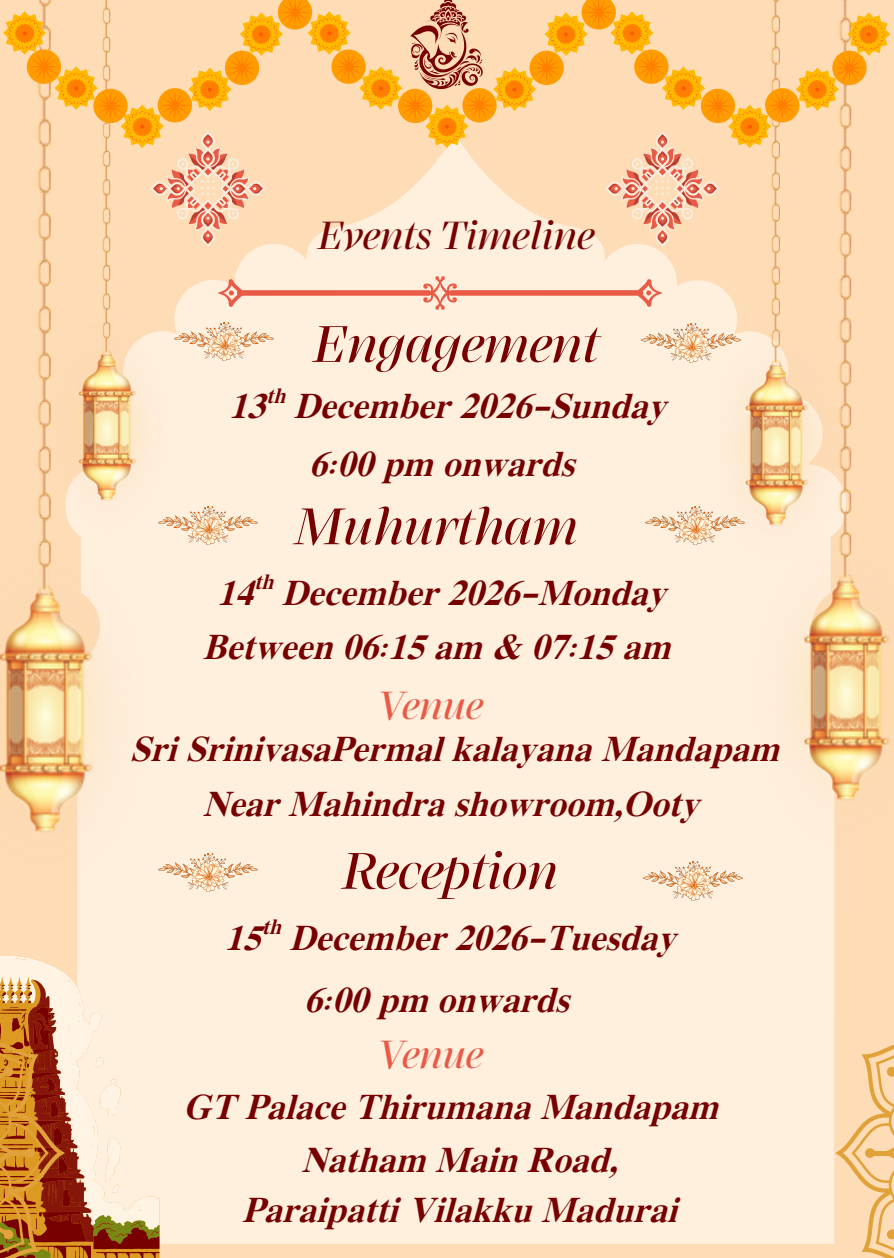 Events Timeline
Engagement
13th December 2026-Sunday
6:00 pm onwards
Muhurtham
14th December 2026-Monday
Between 06:15 am & 07:15 am
Venue
Sri SrinivasaPermal kalayana Mandapam
Near Mahindra showroom,Ooty
Reception
15th December 2026-Tuesday
6:00 pm onwards
Venue
GT Palace Thirumana Mandapam
Natham Main Road,
Paraipatti Vilakku Madurai